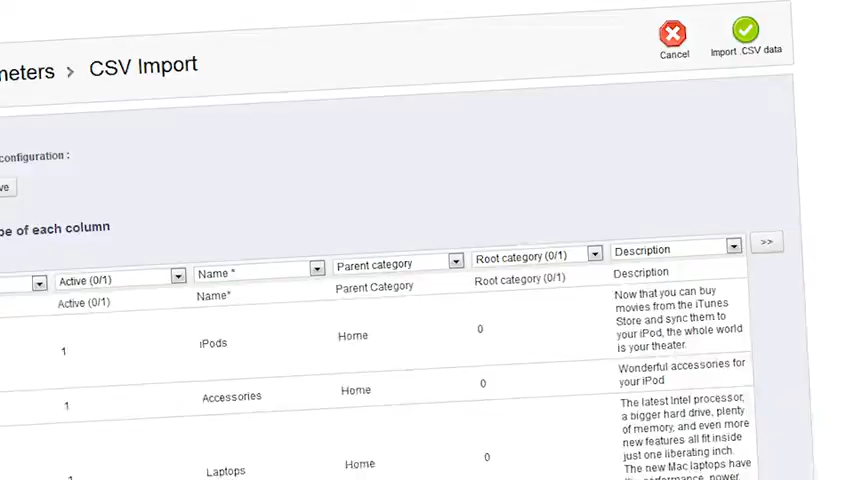 CSV Import
Cancel
Import .CSV data
configuration :
of each column
Active (0/1)
Name *
Parent category
Root category (0/1)
Description
>>
Active (0/1)
Name*
Parent Category
Root category (0/1)
Description
1
iPods
Home
0
Now that you can buy
movies from the iTunes
Store and sync them to
your iPod, the whole world
is your theater.
1
Accessories
Home
0
Wonderful accessories for
your iPod
1
Laptops
Home
0
The latest Intel processor,
a bigger hard drive, plenty
of memory, and even more
new features all fit inside
just one liberating inch.
The new Mac laptops have